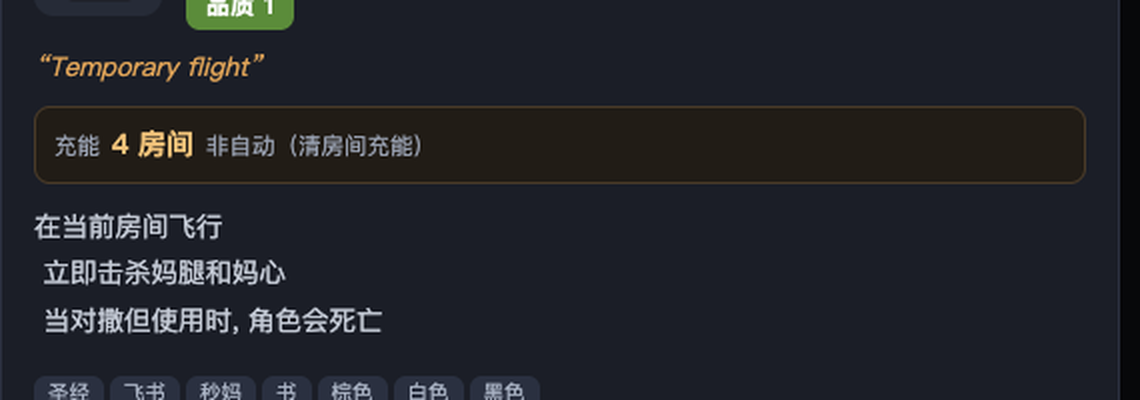 品质 1
“Temporary flight”
充能 4 房间 非自动（清房间充能）
在当前房间飞行
立即击杀妈腿和妈心
当对撒但使用时, 角色会死亡
圣经 飞书 秒妈 书 棕色 白色 黑色